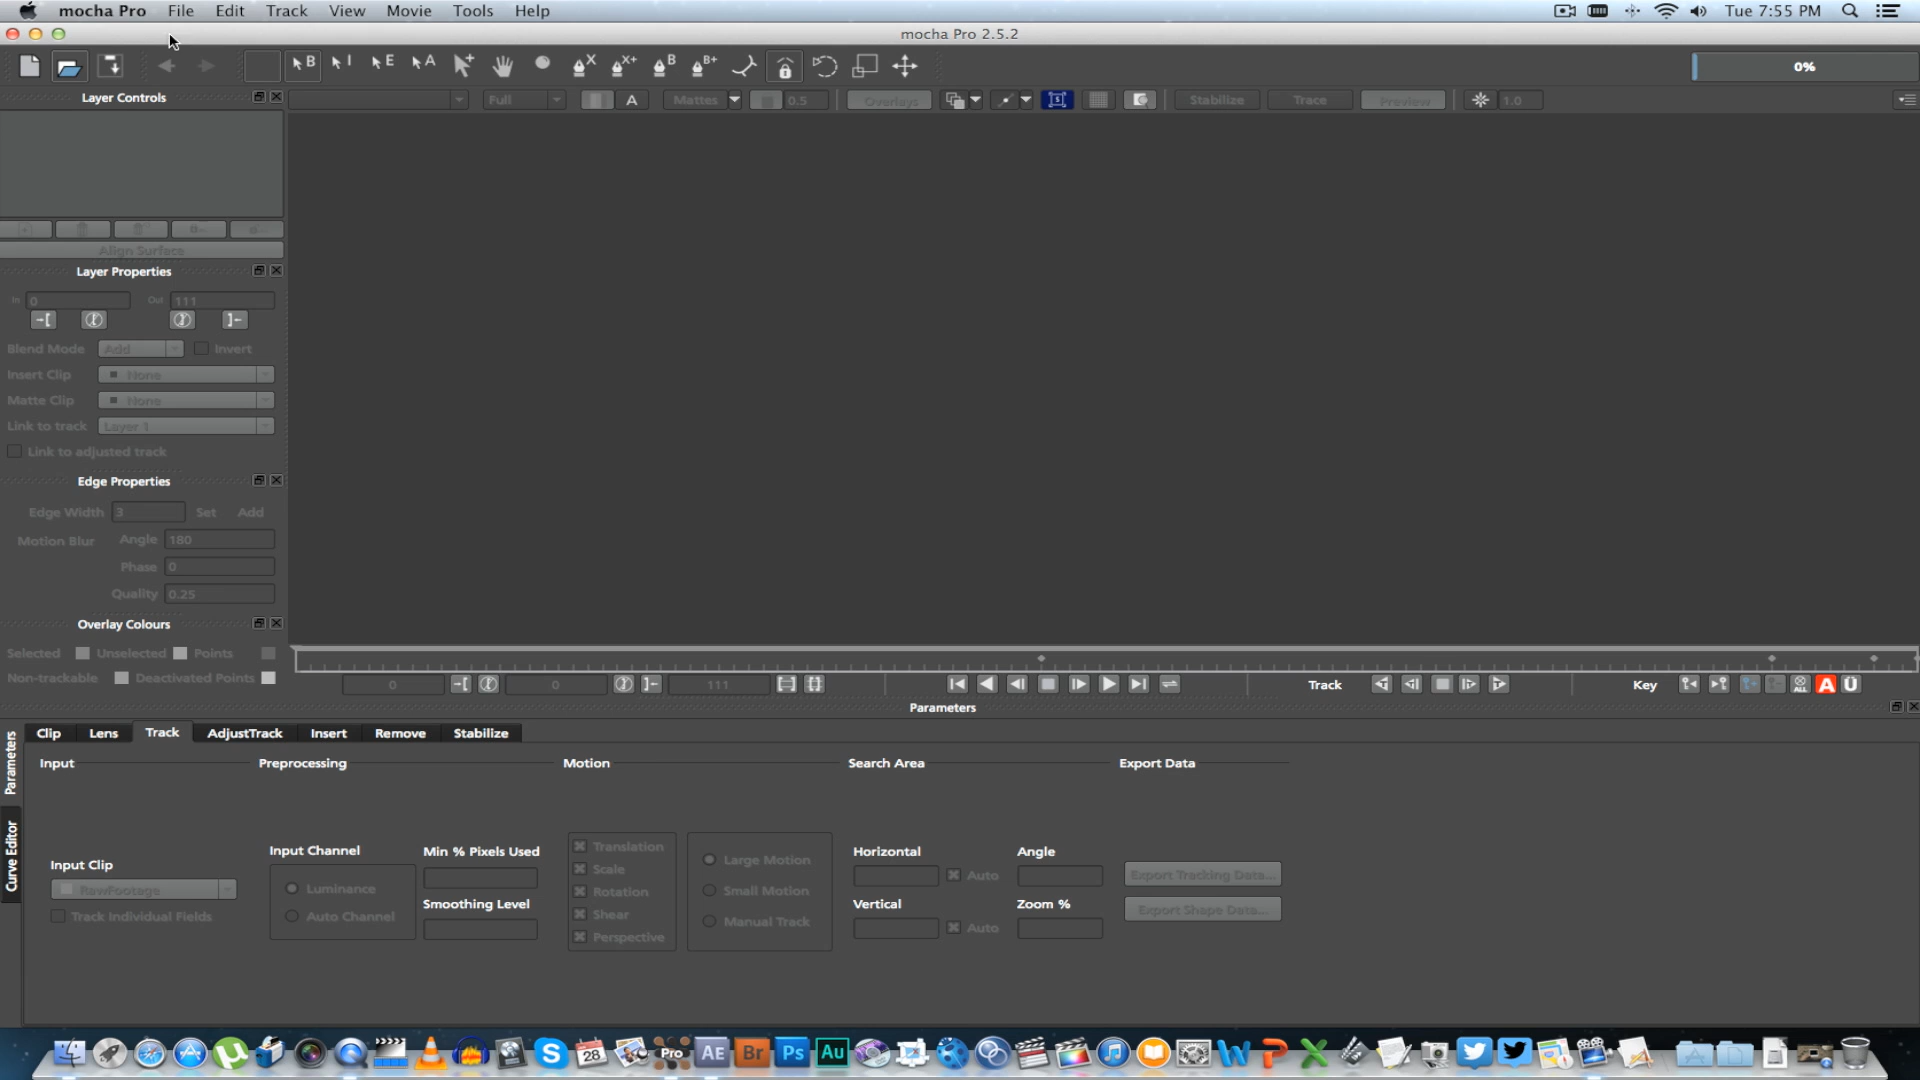 mocha Pro File Edit Track View Movie Tools Help Tue 7:55 PM
mocha Pro 2.5.2
B I E A X X+ B B+ 0%
Layer Controls Full A Mattes 0.5 Overlays Stabilize Trace Preview 1.0
Align Surface
Layer Properties
In 0 Out 111
Blend Mode Add Invert
Insert Clip None
Matte Clip None
Link to track Layer 1
Link to adjusted track
Edge Properties
Edge Width 3 Set Add
Motion Blur Angle 180
Phase 0
Quality 0.25
Overlay Colours
Selected Unselected Points
Non-trackable Deactivated Points
0 0 111 Track Key ALL A Ü
Parameters
Clip Lens Track AdjustTrack Insert Remove Stabilize
Parameters
Curve Editor
Input Preprocessing Motion Search Area Export Data
Input Clip
RawFootage
Track Individual Fields
Input Channel
Luminance
Auto Channel
Min % Pixels Used
Smoothing Level
Translation
Scale
Rotation
Shear
Perspective
Large Motion
Small Motion
Manual Track
Horizontal Angle
Auto
Vertical Zoom %
Auto
Export Tracking Data...
Export Shape Data...
28 Pro AE Br Ps Au